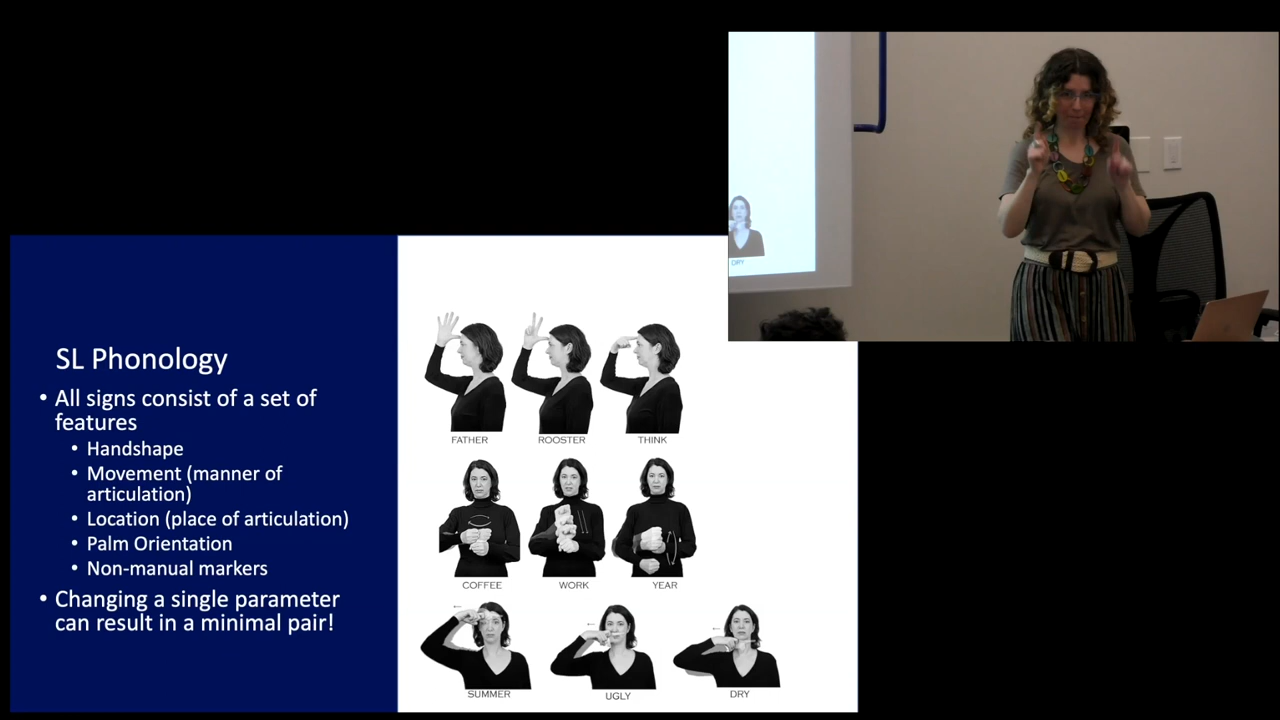 SL Phonology
• All signs consist of a set of
features
• Handshape
• Movement (manner of
articulation)
• Location (place of articulation)
• Palm Orientation
• Non-manual markers
• Changing a single parameter
can result in a minimal pair!
FATHER ROOSTER THINK
COFFEE WORK YEAR
SUMMER UGLY DRY
DRY